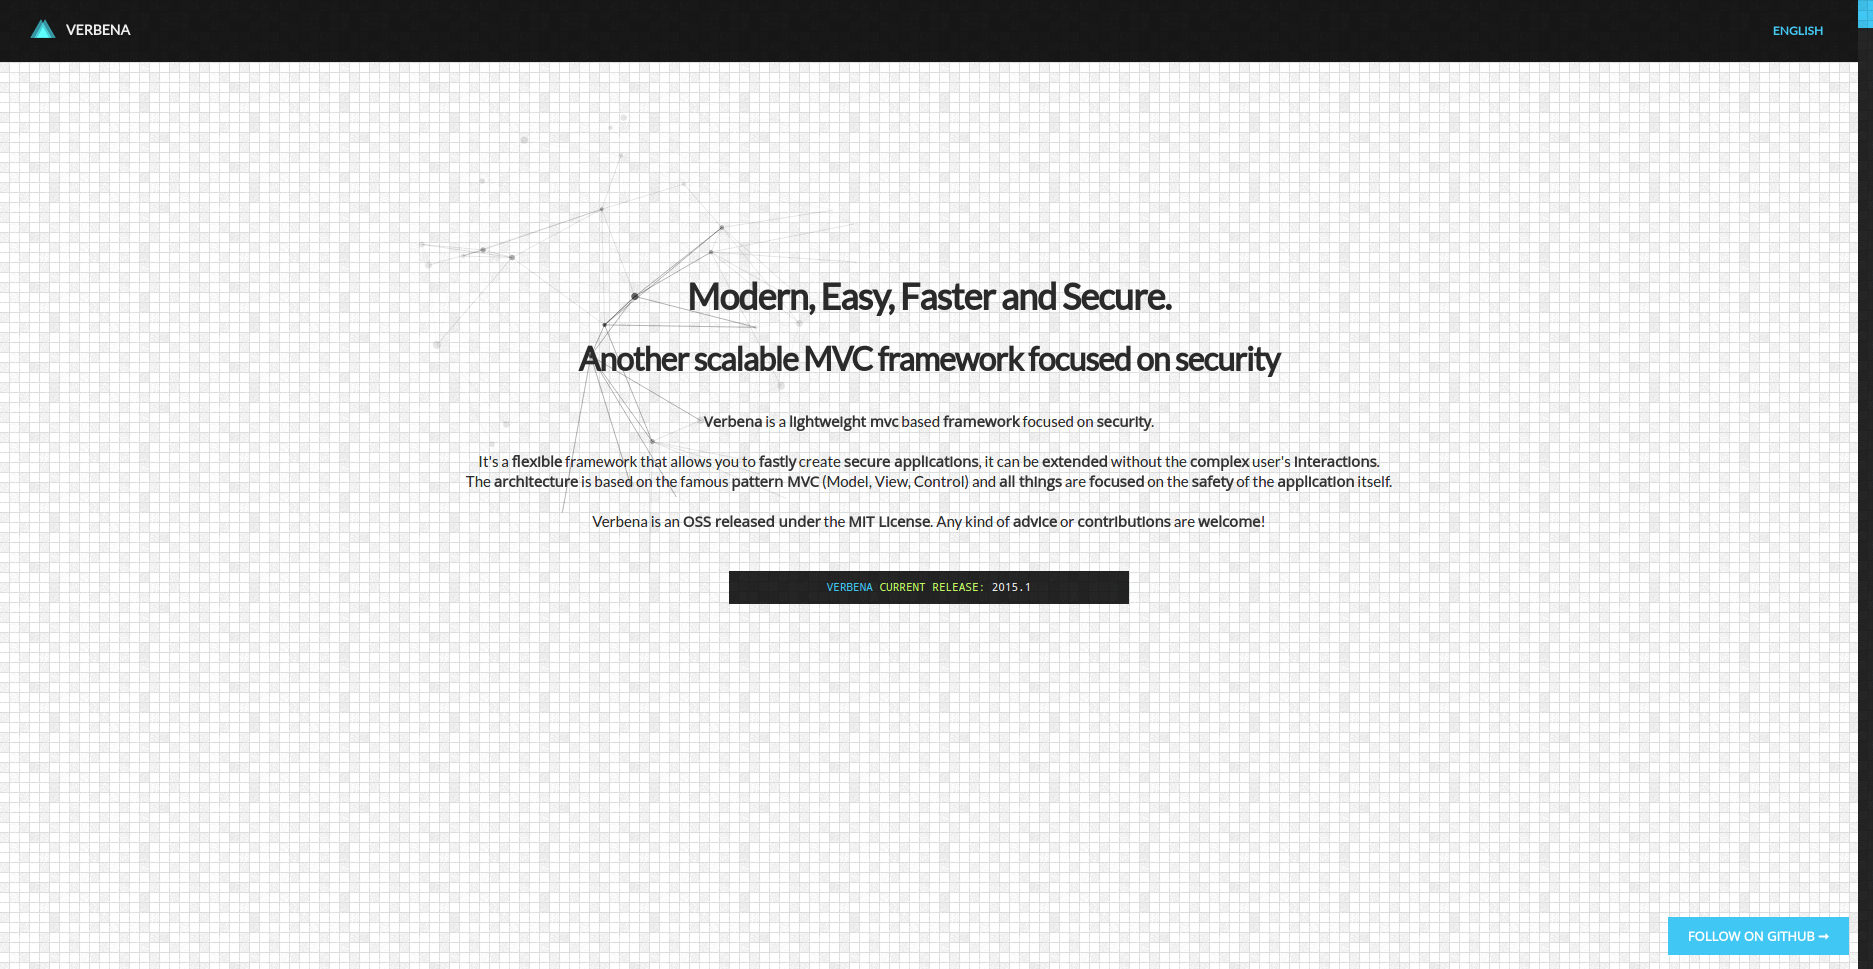 VERBENA
ENGLISH
Modern, Easy, Faster and Secure.
Another scalable MVC framework focused on security
Verbena is a lightweight mvc based framework focused on security.
It's a flexible framework that allows you to fastly create secure applications, it can be extended without the complex user's interactions.
The architecture is based on the famous pattern MVC (Model, View, Control) and all things are focused on the safety of the application itself.
Verbena is an OSS released under the MIT License. Any kind of advice or contributions are welcome!
VERBENA CURRENT RELEASE: 2015.1
FOLLOW ON GITHUB ➞